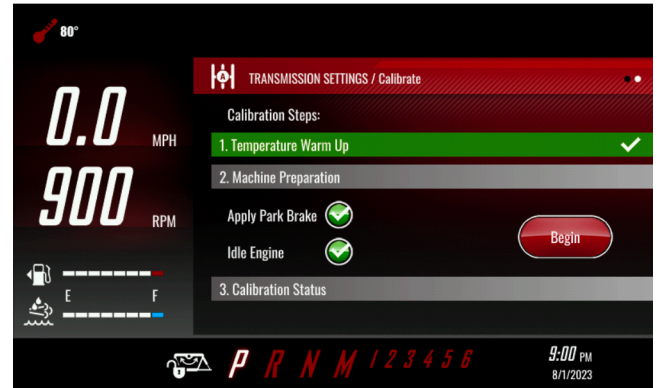 80°
TRANSMISSION SETTINGS / Calibrate
A
Calibration Steps:
0.0 MPH
1. Temperature Warm Up
2. Machine Preparation
900 RPM
Apply Park Brake
Begin
Idle Engine
3. Calibration Status
E F
P R N M 1 2 3 4 5 6
9:00 PM
8/1/2023